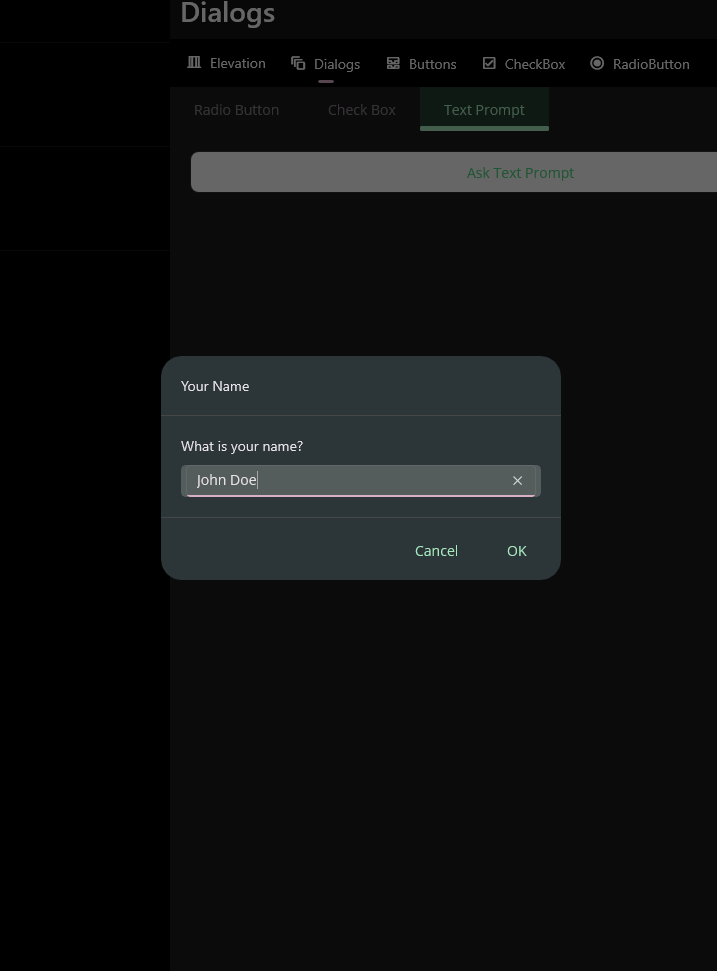 Dialogs
Elevation Dialogs Buttons CheckBox RadioButton
Radio Button Check Box Text Prompt
Ask Text Prompt
Your Name
What is your name?
John Doe
Cancel OK